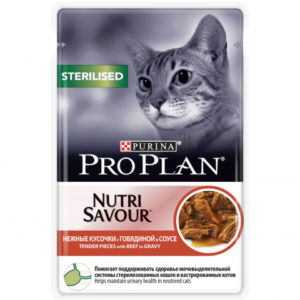 STERILISED
PURINA
PRO PLAN
NUTRI
SAVOUR™
НЕЖНЫЕ КУСОЧКИ С ГОВЯДИНОЙ В СОУСЕ
TENDER PIECES WITH BEEF IN GRAVY
Помогает поддерживать здоровье мочевыделительной
системы стерилизованных кошек и кастрированных котов
Helps maintain urinary health in neutered cats